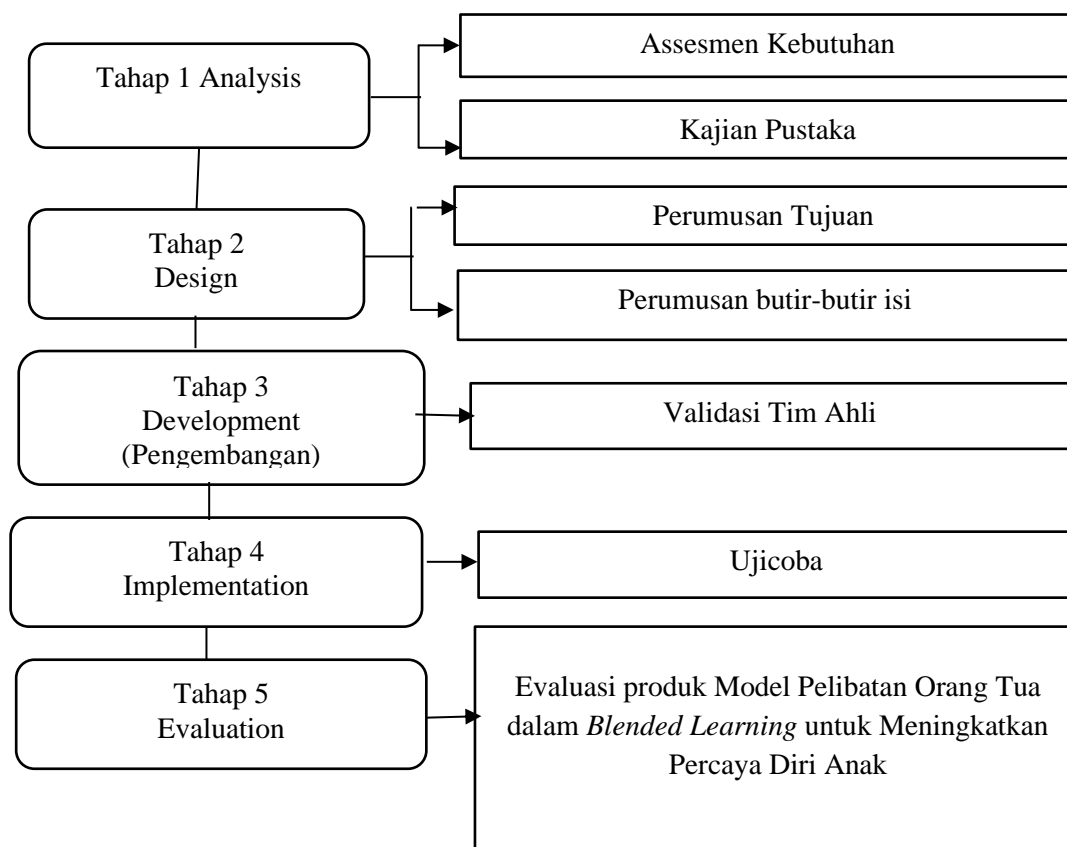 Tahap 1 Analysis
Assesmen Kebutuhan
Kajian Pustaka
Tahap 2
Design
Perumusan Tujuan
Perumusan butir-butir isi
Tahap 3
Development
(Pengembangan)
Validasi Tim Ahli
Tahap 4
Implementation
Ujicoba
Tahap 5
Evaluation
Evaluasi produk Model Pelibatan Orang Tua
dalam Blended Learning untuk Meningkatkan
Percaya Diri Anak